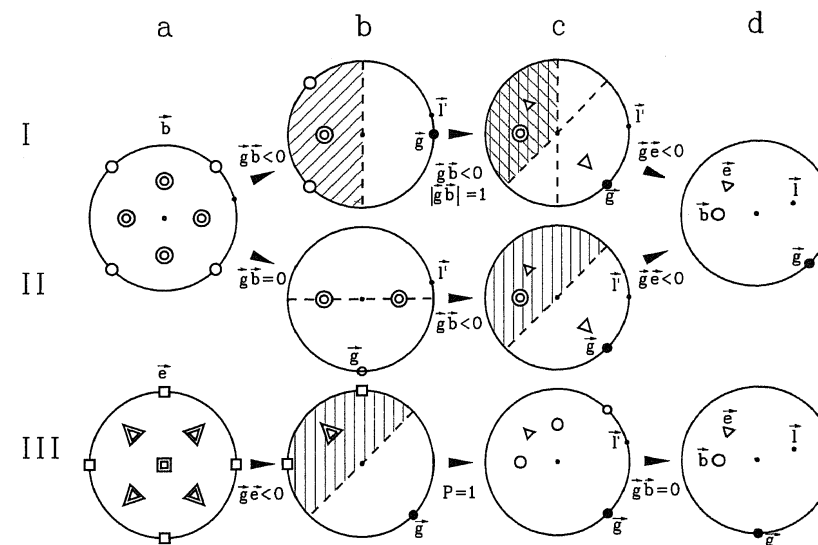 a b c d
I
b⃗
g⃗b⃗<0
l⃗'
g⃗
g⃗b⃗<0
|g⃗b⃗|=1
l⃗'
g⃗
g⃗e⃗<0
e⃗
l⃗
b⃗
g⃗
II
g⃗b⃗=0
l⃗'
g⃗
g⃗b⃗<0
l⃗'
g⃗
g⃗e⃗<0
III
e⃗
g⃗e⃗<0
g⃗
P=1
l⃗'
g⃗
g⃗b⃗=0
e⃗
l⃗
b⃗
g⃗